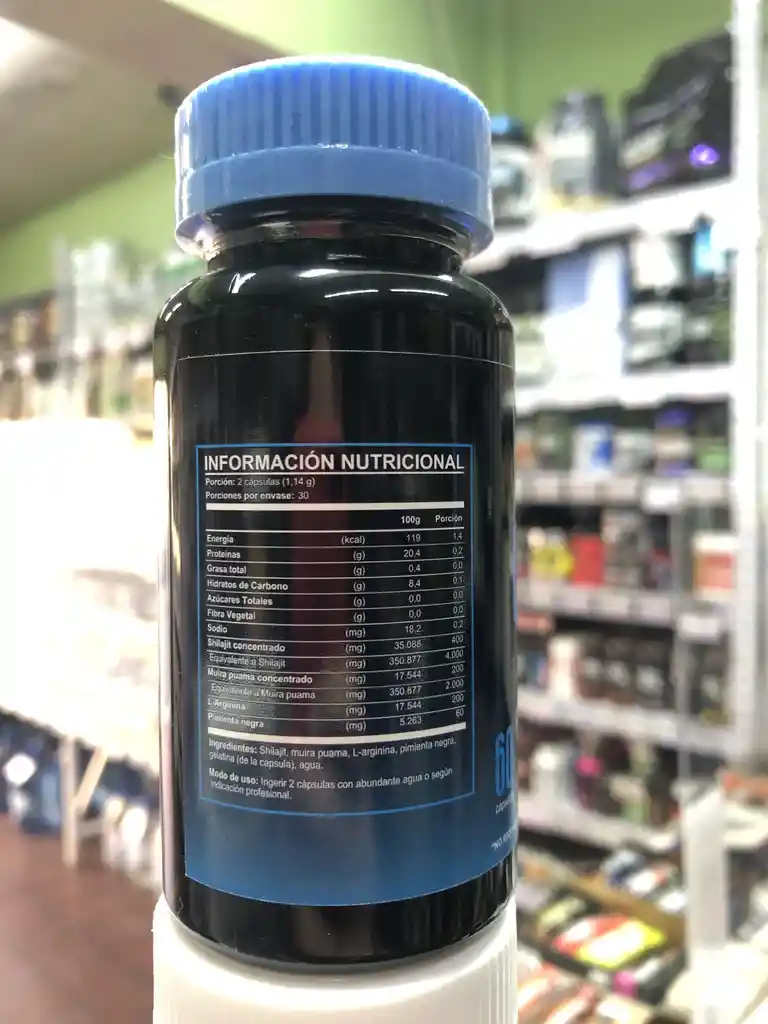 INFORMACIÓN NUTRICIONAL
Porción: 2 cápsulas (1,14 g)
Porciones por envase: 30
100g Porción
Energía (kcal) 119 1,4
Proteinas (g) 20,4 0,2
Grasa total (g) 0,4 0,0
Hidratos de Carbono (g) 8,4 0,1
Azúcares Totales (g) 0,0 0,0
Fibra Vegetal (g) 0,0 0,0
Sodio (mg) 18,2 0,2
Shilajit concentrado (mg) 35.088 400
Equivalente a Shilajit (mg) 350.877 4.000
Muira puama concentrado (mg) 17.544 200
Equivalente a Muira puama (mg) 350.877 2.000
L-Arginina (mg) 17.544 200
Pimienta negra (mg) 5.263 60
Ingredientes: Shilajit, muira puama, L-arginina, pimienta negra,
gelatina (de la capsula), agua.
Modo de uso: Ingerir 2 cápsulas con abundante agua o según
indicación profesional.
60